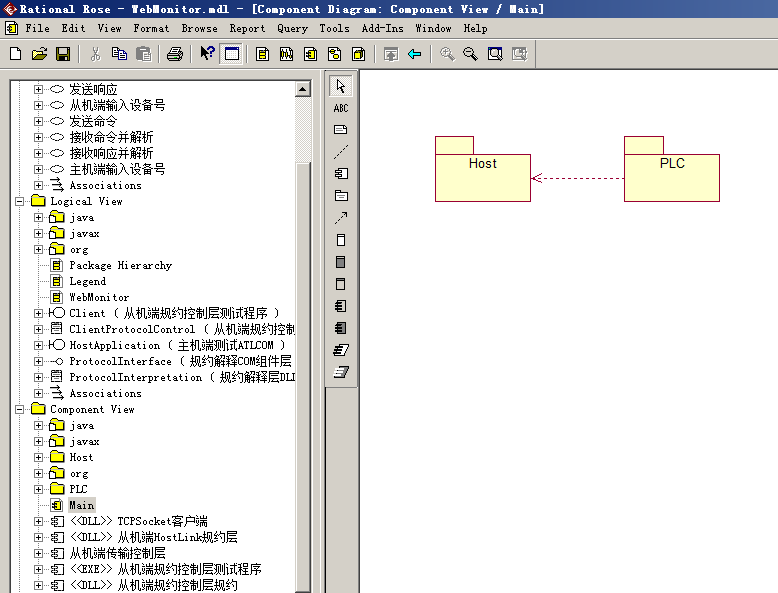 Rational Rose - WebMonitor.mdl - [Component Diagram: Component View / Main]
File Edit View Format Browse Report Query Tools Add-Ins Window Help
ABC
发送响应
从机端输入设备号
发送命令
接收命令并解析
接收响应并解析
主机端输入设备号
Associations
Logical View
java
javax
org
Package Hierarchy
Legend
WebMonitor
Client ( 从机端规约控制层测试程序 )
ClientProtocolControl ( 从机端规约控制
HostApplication ( 主机端测试ATLCOM )
ProtocolInterface ( 规约解释COM组件层
ProtocolInterpretation ( 规约解释层DLL
Associations
Component View
java
javax
Host
org
PLC
Main
<<DLL>> TCPSocket客户端
<<DLL>> 从机端HostLink规约层
从机端传输控制层
<<EXE>> 从机端规约控制层测试程序
<<DLL>> 从机端规约控制层规约
Host
PLC